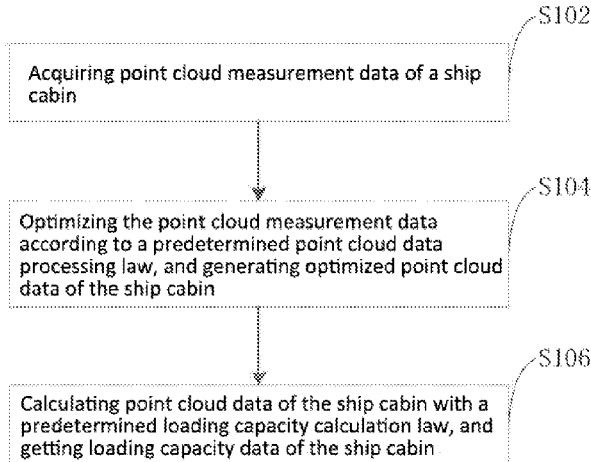 S102
Acquiring point cloud measurement data of a ship
cabin
S104
Optimizing the point cloud measurement data
according to a predetermined point cloud data
processing law, and generating optimized point cloud
data of the ship cabin
S106
Calculating point cloud data of the ship cabin with a
predetermined loading capacity calculation law, and
getting loading capacity data of the ship cabin